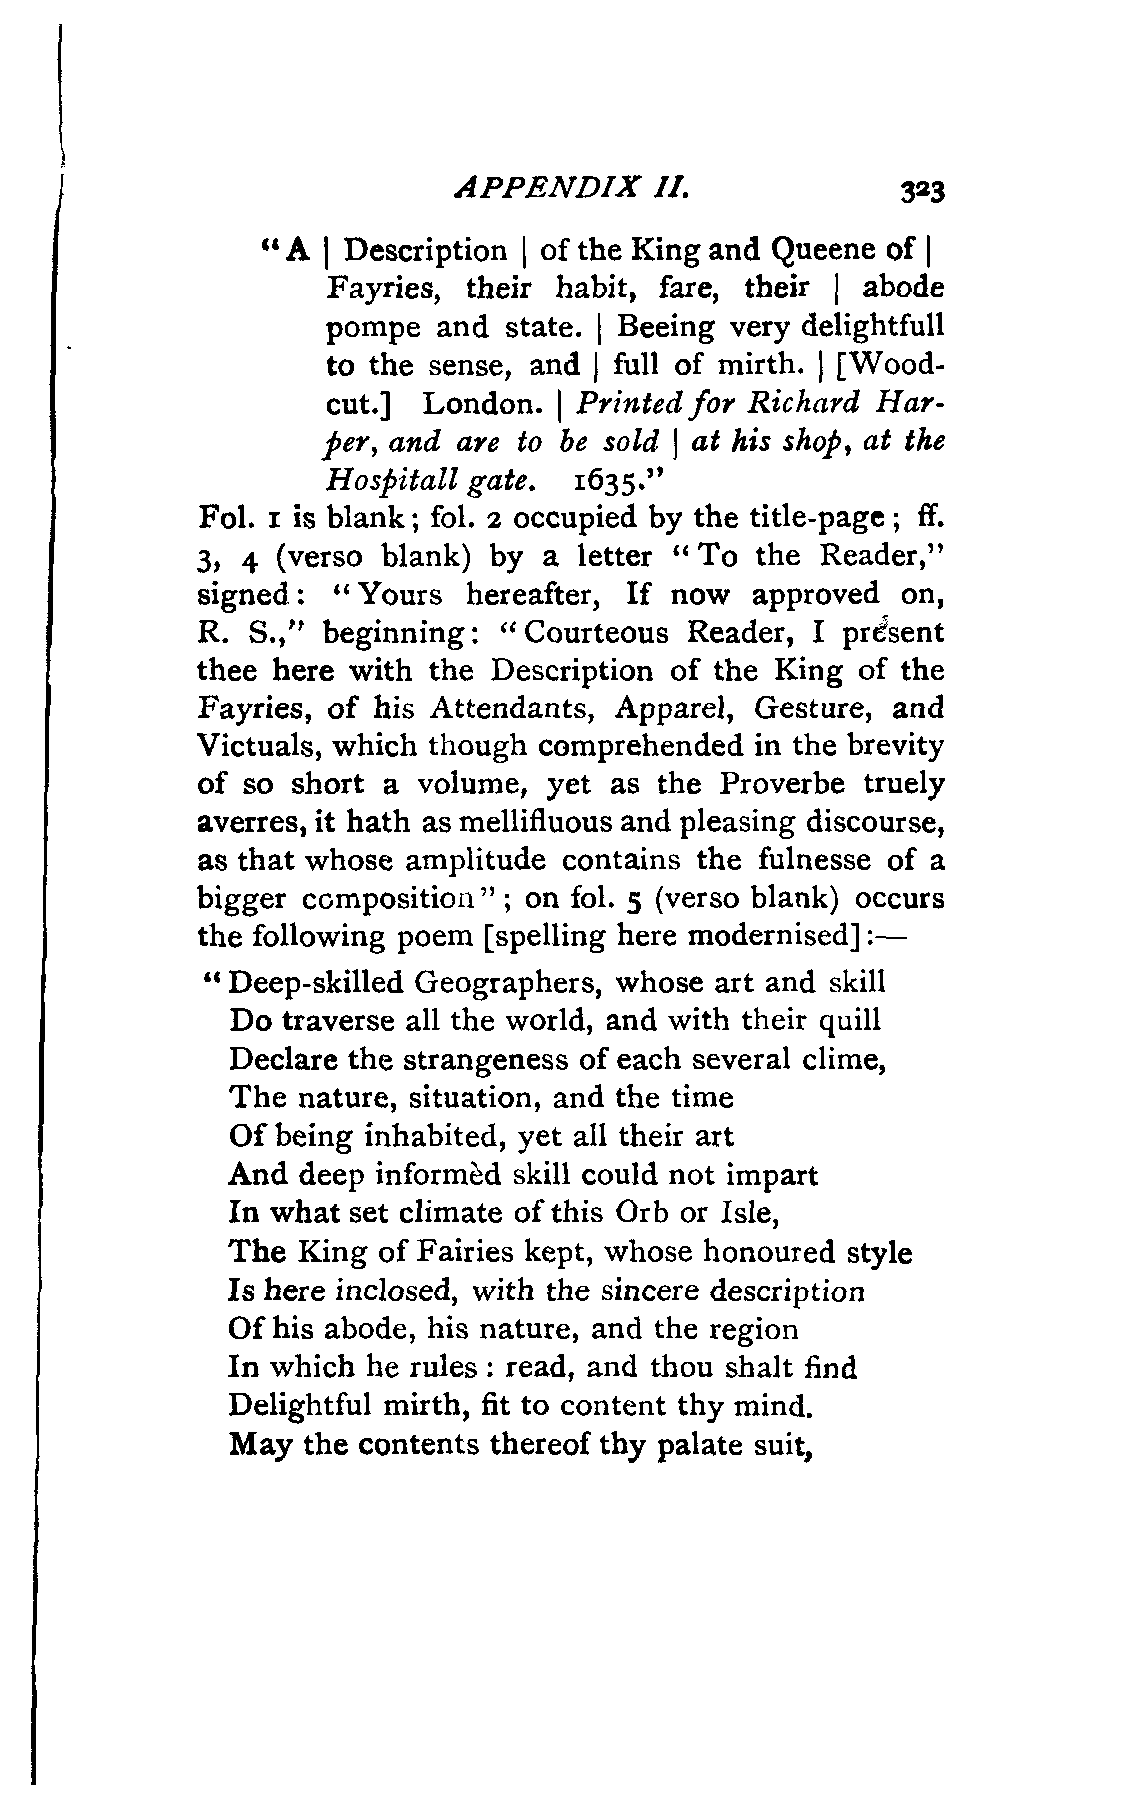 APPENDIX II. 323
“A | Description | of the King and Queene of |
Fayries, their habit, fare, their | abode
pompe and state. | Beeing very delightfull
to the sense, and | full of mirth. | [Wood-
cut.] London. | Printed for Richard Har-
per, and are to be sold | at his shop, at the
Hospitall gate. 1635.”
Fol. 1 is blank; fol. 2 occupied by the title-page; ff.
3, 4 (verso blank) by a letter “To the Reader,”
signed: “Yours hereafter, If now approved on,
R. S.,” beginning: “Courteous Reader, I present
thee here with the Description of the King of the
Fayries, of his Attendants, Apparel, Gesture, and
Victuals, which though comprehended in the brevity
of so short a volume, yet as the Proverbe truely
averres, it hath as mellifluous and pleasing discourse,
as that whose amplitude contains the fulnesse of a
bigger composition”; on fol. 5 (verso blank) occurs
the following poem [spelling here modernised]:—
“Deep-skilled Geographers, whose art and skill
Do traverse all the world, and with their quill
Declare the strangeness of each several clime,
The nature, situation, and the time
Of being inhabited, yet all their art
And deep informèd skill could not impart
In what set climate of this Orb or Isle,
The King of Fairies kept, whose honoured style
Is here inclosed, with the sincere description
Of his abode, his nature, and the region
In which he rules: read, and thou shalt find
Delightful mirth, fit to content thy mind.
May the contents thereof thy palate suit,